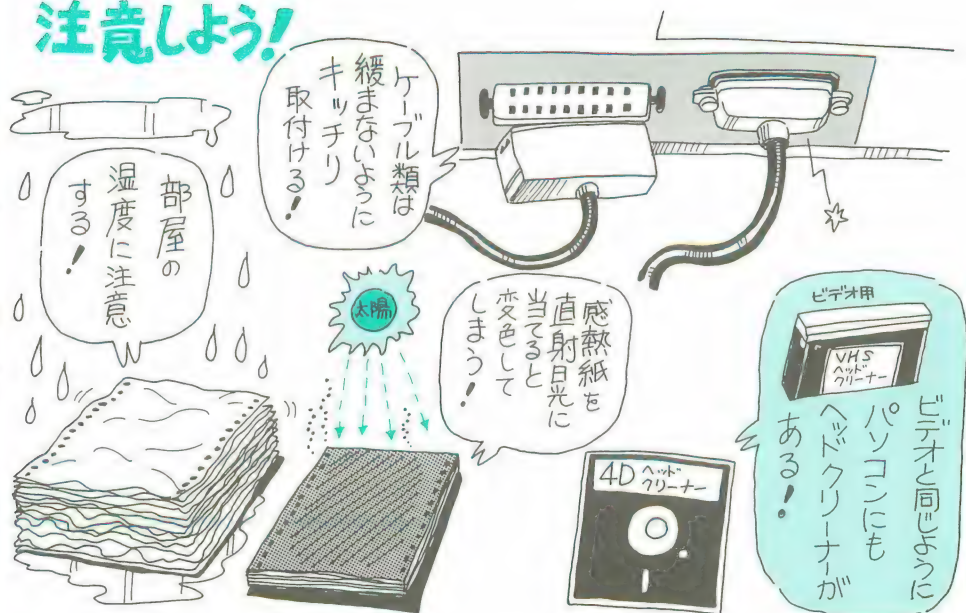 注意しよう!
ケーブル類は
緩まないように
キッチリ
取付ける!
部屋の
湿度に注意
する!
太陽
感熱紙を
直射日光に
当てると
変色して
しまう!
ビデオ用
VHS
ヘッド
クリーナー
ビデオと同じように
パソコンにも
ヘッドクリーナーが
ある!
4D ヘッド
クリーナー